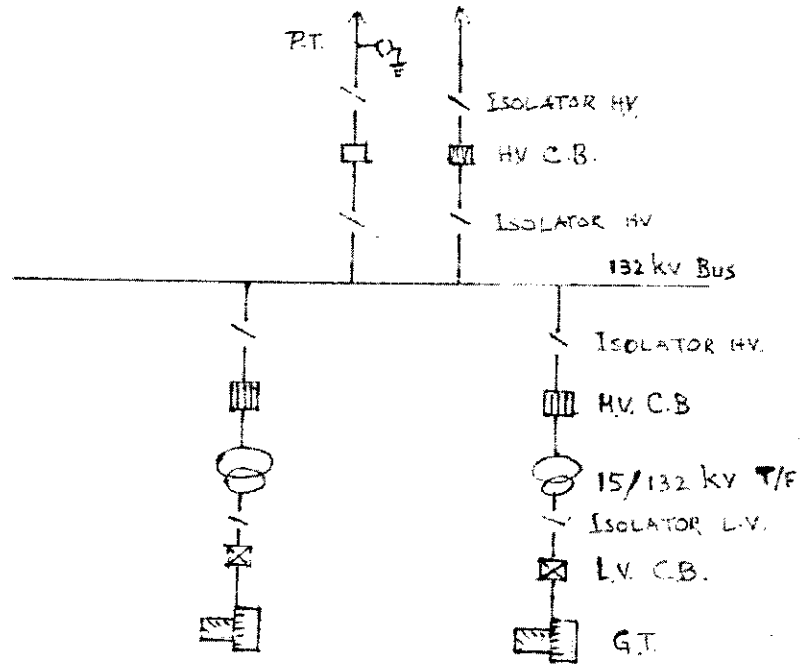 P.T.
ISOLATOR HV
HV C.B.
ISOLATOR HV
132 kV Bus
ISOLATOR HV.
H.V. C.B
15/132 kV T/F
ISOLATOR L.V.
L.V. C.B.
G.T.